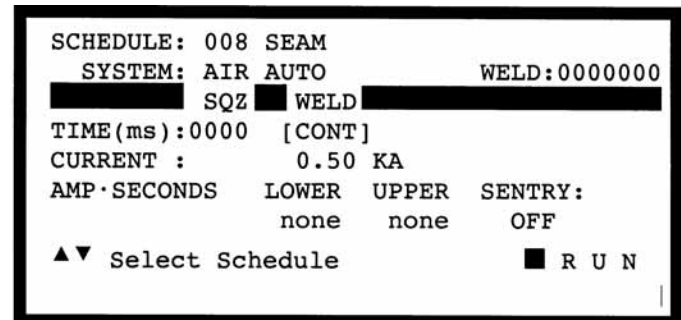 SCHEDULE: 008 SEAM
SYSTEM: AIR AUTO WELD:0000000
SQZ WELD
TIME(ms):0000 [CONT]
CURRENT : 0.50 KA
AMP·SECONDS LOWER UPPER SENTRY:
none none OFF
▲▼ Select Schedule ■ R U N